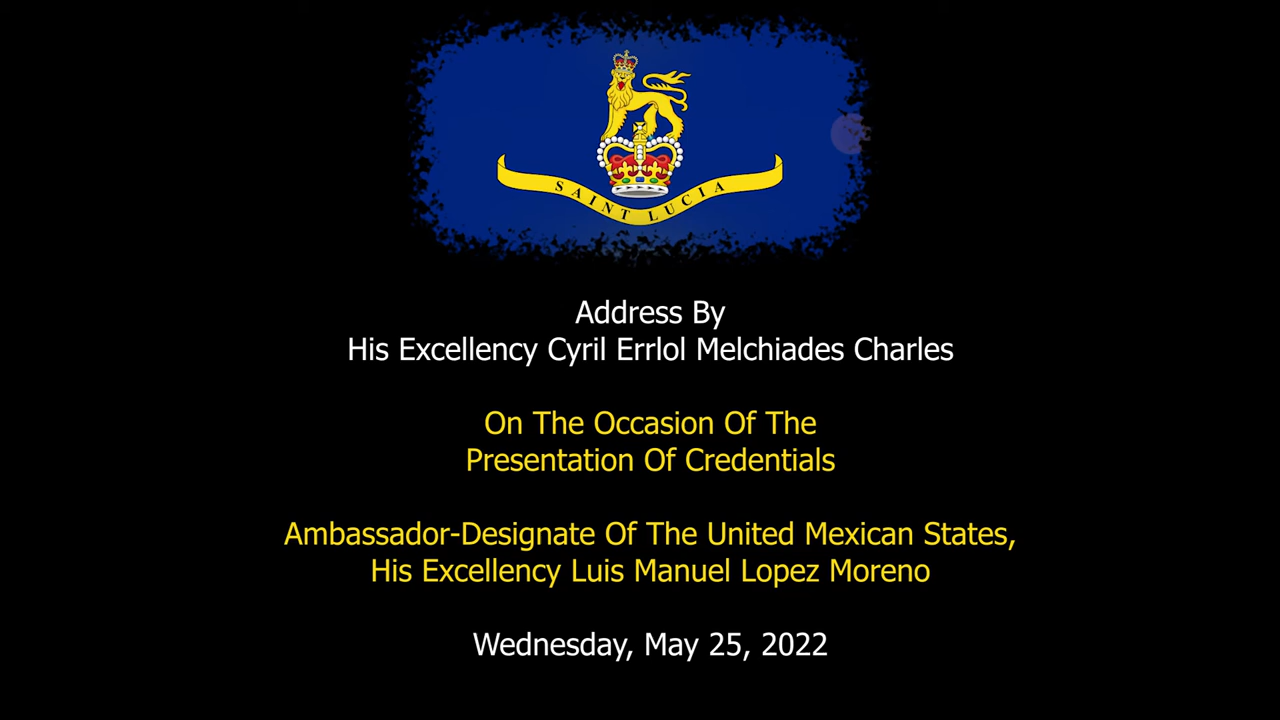 SAINT LUCIA
Address By
His Excellency Cyril Errlol Melchiades Charles
On The Occasion Of The
Presentation Of Credentials
Ambassador-Designate Of The United Mexican States,
His Excellency Luis Manuel Lopez Moreno
Wednesday, May 25, 2022